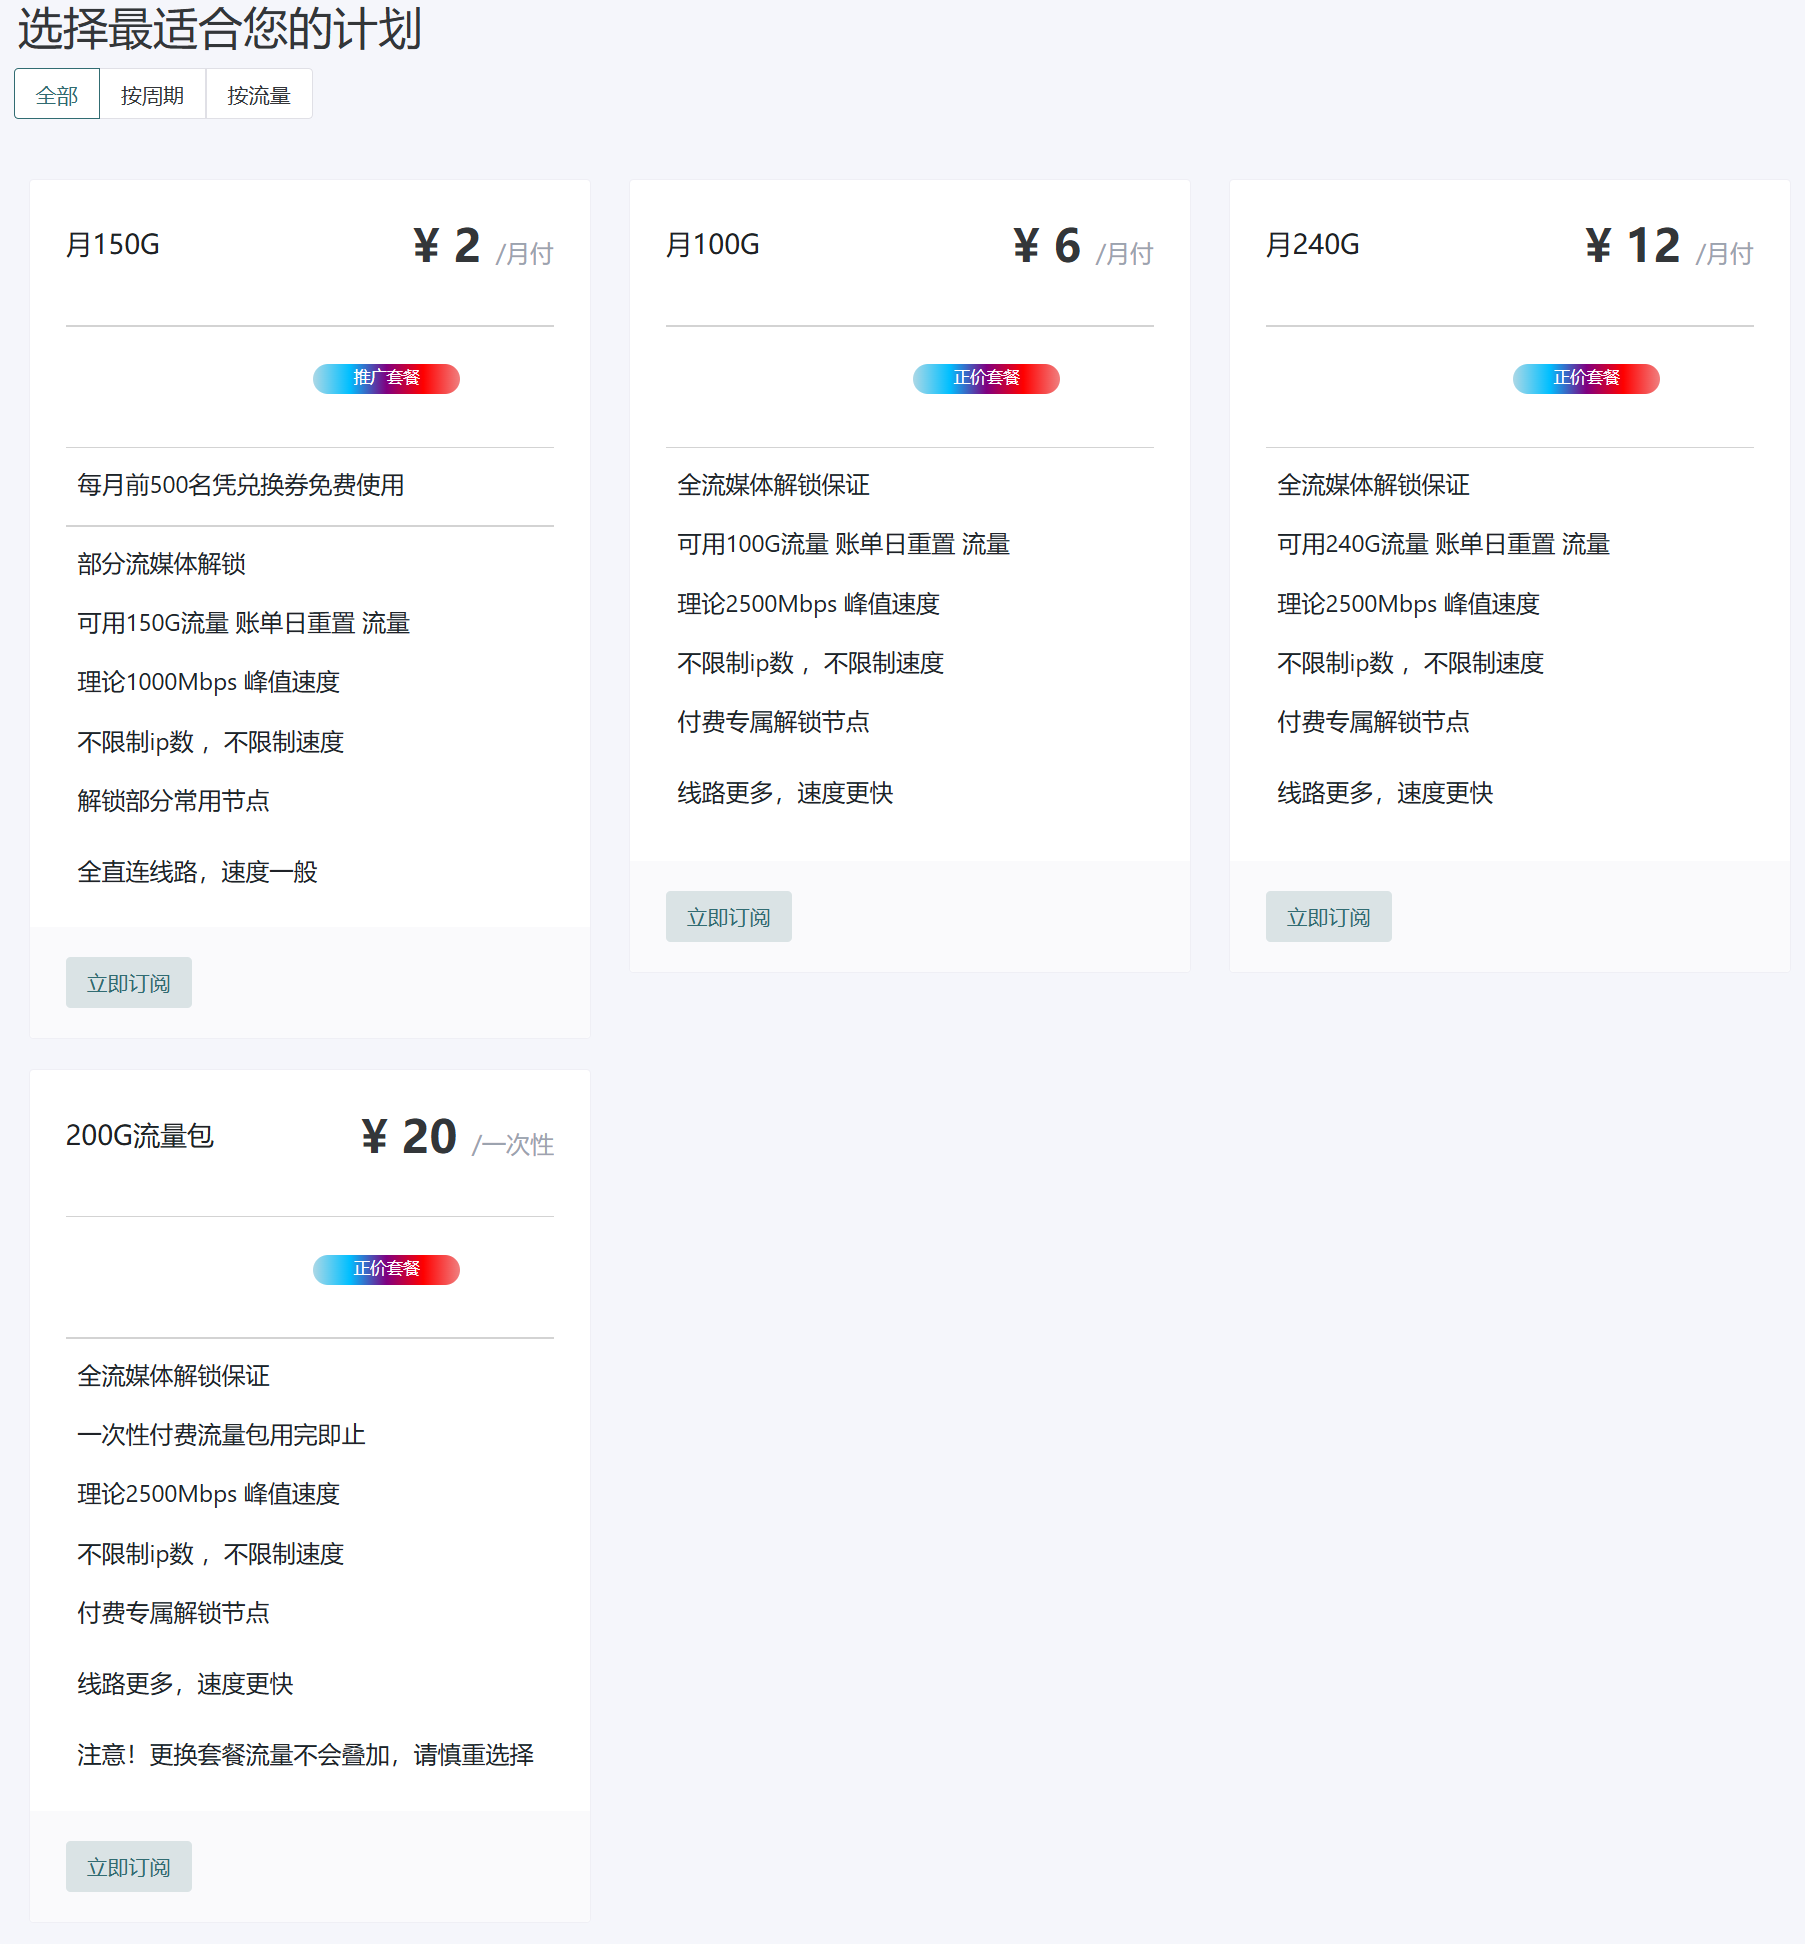 选择最适合您的计划
全部 按周期 按流量
月150G ¥ 2 /月付
推广套餐
每月前500名凭兑换券免费使用
部分流媒体解锁
可用150G流量 账单日重置 流量
理论1000Mbps 峰值速度
不限制ip数 ，不限制速度
解锁部分常用节点
全直连线路，速度一般
立即订阅
月100G ¥ 6 /月付
正价套餐
全流媒体解锁保证
可用100G流量 账单日重置 流量
理论2500Mbps 峰值速度
不限制ip数 ，不限制速度
付费专属解锁节点
线路更多，速度更快
立即订阅
月240G ¥ 12 /月付
正价套餐
全流媒体解锁保证
可用240G流量 账单日重置 流量
理论2500Mbps 峰值速度
不限制ip数 ，不限制速度
付费专属解锁节点
线路更多，速度更快
立即订阅
200G流量包 ¥ 20 /一次性
正价套餐
全流媒体解锁保证
一次性付费流量包用完即止
理论2500Mbps 峰值速度
不限制ip数 ，不限制速度
付费专属解锁节点
线路更多，速度更快
注意！更换套餐流量不会叠加，请慎重选择
立即订阅